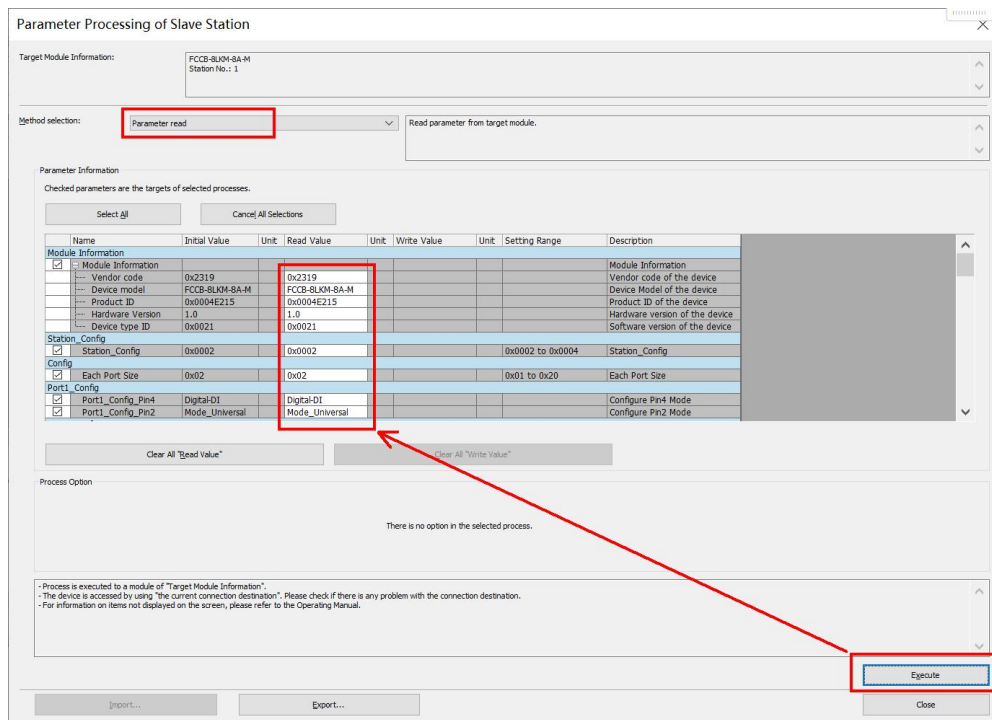 Parameter Processing of Slave Station
Target Module Information:
FCCB-8LKM-8A-M
Station No.: 1
Method selection:
Parameter read
Read parameter from target module.
Parameter Information
Checked parameters are the targets of selected processes.
Select All
Cancel All Selections
Name Initial Value Unit Read Value Unit Write Value Unit Setting Range Description
Module Information
Module Information Module Information
Vendor code 0x2319 0x2319 Vendor code of the device
Device model FCCB-8LKM-8A-M FCCB-8LKM-8A-M Device Model of the device
Product ID 0x0004E215 0x0004E215 Product ID of the device
Hardware Version 1.0 1.0 Hardware version of the device
Device type ID 0x0021 0x0021 Software version of the device
Station_Config
Station_Config 0x0002 0x0002 0x0002 to 0x0004 Station_Config
Config
Each Port Size 0x02 0x02 0x01 to 0x20 Each Port Size
Port1_Config
Port1_Config_Pin4 Digital-DI Digital-DI Configure Pin4 Mode
Port1_Config_Pin2 Mode_Universal Mode_Universal Configure Pin2 Mode
Clear All "Read Value"
Clear All "Write Value"
Process Option
There is no option in the selected process.
- Process is executed to a module of "Target Module Information".
- The device is accessed by using "the current connection destination". Please check if there is any problem with the connection destination.
- For information on items not displayed on the screen, please refer to the Operating Manual.
Execute
Import...
Export...
Close